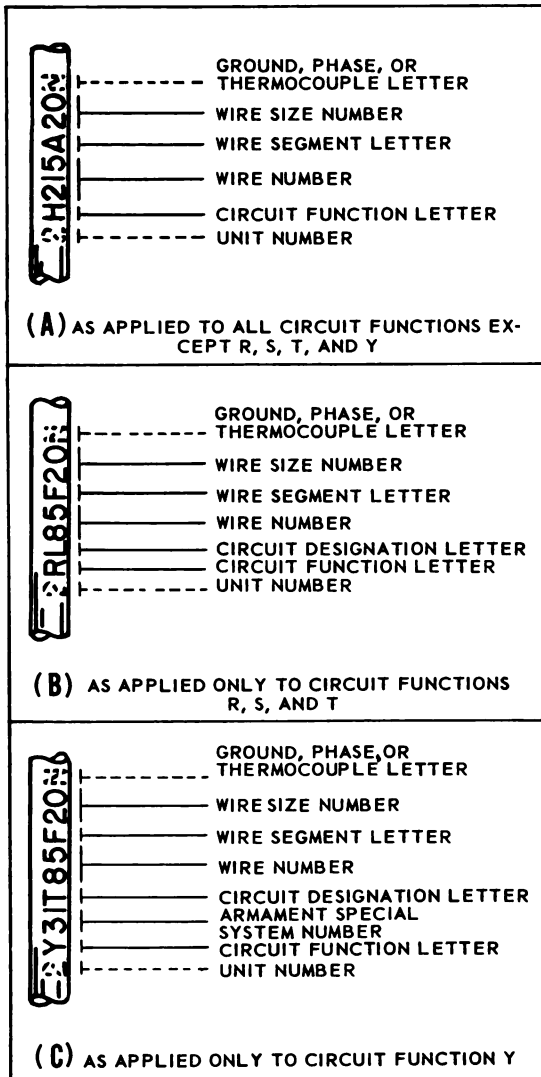 2H215A20N
GROUND, PHASE, OR
THERMOCOUPLE LETTER
WIRE SIZE NUMBER
WIRE SEGMENT LETTER
WIRE NUMBER
CIRCUIT FUNCTION LETTER
UNIT NUMBER
(A) AS APPLIED TO ALL CIRCUIT FUNCTIONS EX-
CEPT R, S, T, AND Y
2RL85F20N
GROUND, PHASE, OR
THERMOCOUPLE LETTER
WIRE SIZE NUMBER
WIRE SEGMENT LETTER
WIRE NUMBER
CIRCUIT DESIGNATION LETTER
CIRCUIT FUNCTION LETTER
UNIT NUMBER
(B) AS APPLIED ONLY TO CIRCUIT FUNCTIONS
R, S, AND T
2Y31T85F20N
GROUND, PHASE, OR
THERMOCOUPLE LETTER
WIRE SIZE NUMBER
WIRE SEGMENT LETTER
WIRE NUMBER
CIRCUIT DESIGNATION LETTER
ARMAMENT SPECIAL
SYSTEM NUMBER
CIRCUIT FUNCTION LETTER
UNIT NUMBER
(C) AS APPLIED ONLY TO CIRCUIT FUNCTION Y